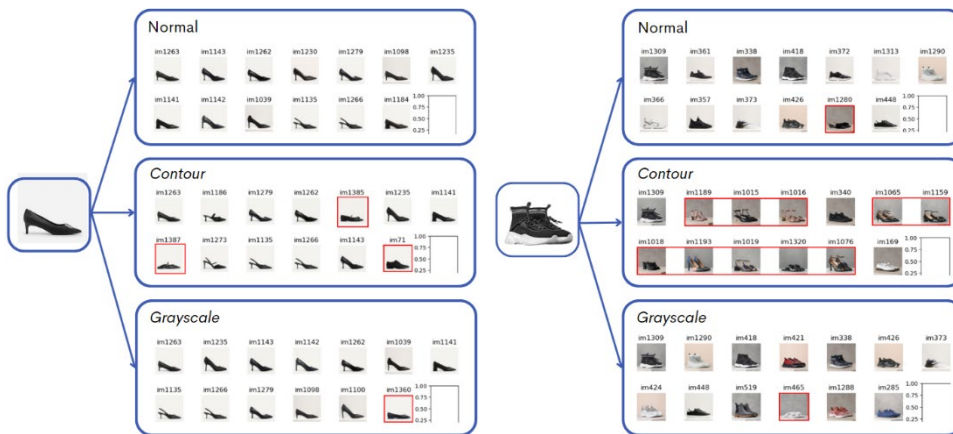 Normal
im1263 im1143 im1262 im1230 im1279 im1098 im1235
im1141 im1142 im1039 im1135 im1266 im1184 1.00
0.75
0.50
0.25
Contour
im1263 im1186 im1279 im1262 im1385 im1235 im1141
im1387 im1273 im1135 im1266 im1143 im71 1.00
0.75
0.50
0.25
Grayscale
im1263 im1235 im1143 im1142 im1262 im1039 im1141
im1135 im1266 im1279 im1098 im1100 im1360 1.00
0.75
0.50
0.25
Normal
im1309 im361 im338 im418 im372 im1313 im1290
im366 im357 im373 im426 im1280 im448 1.00
0.75
0.50
0.25
Contour
im1309 im1189 im1015 im1016 im340 im1065 im1159
im1018 im1193 im1019 im1320 im1076 im169 1.00
0.75
0.50
0.25
Grayscale
im1309 im1290 im418 im421 im338 im426 im373
im424 im448 im519 im465 im1288 im285 1.00
0.75
0.50
0.25